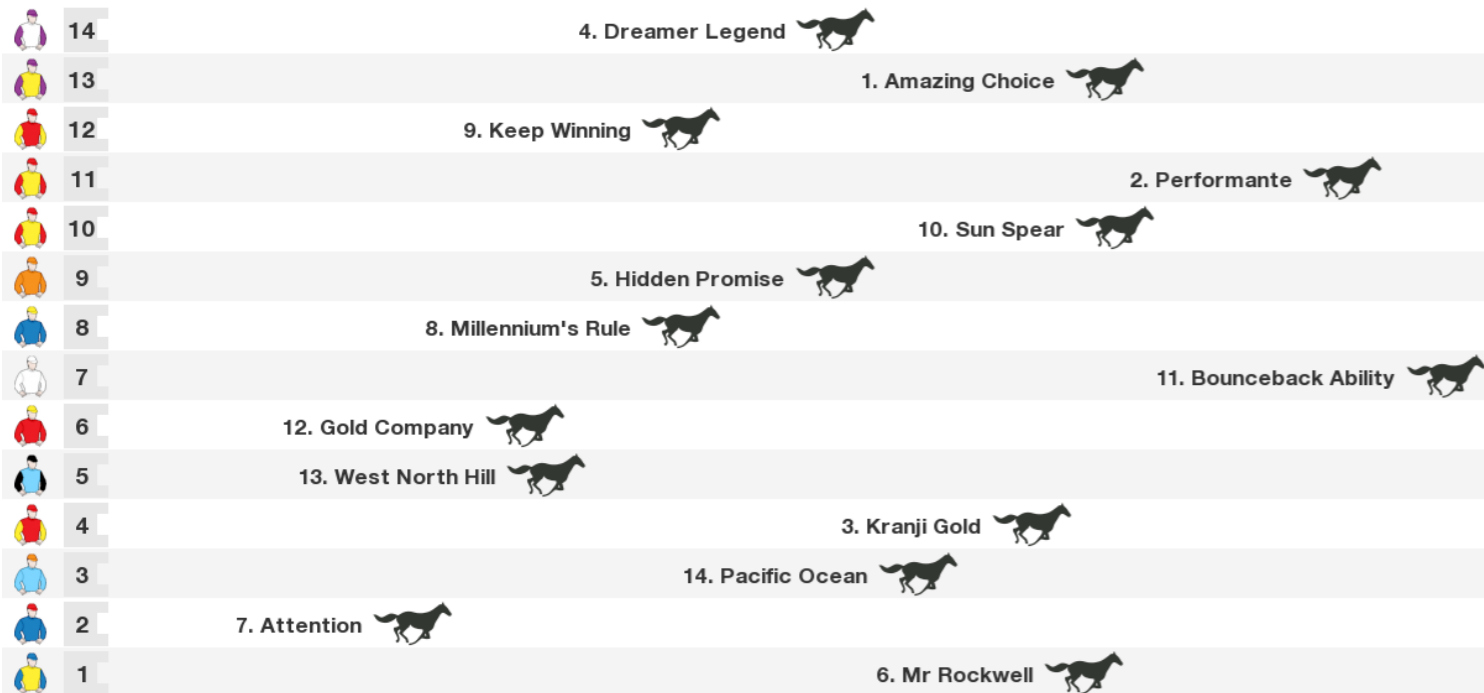 14 4. Dreamer Legend
13 1. Amazing Choice
12 9. Keep Winning
11 2. Performante
10 10. Sun Spear
9 5. Hidden Promise
8 8. Millennium's Rule
7 11. Bounceback Ability
6 12. Gold Company
5 13. West North Hill
4 3. Kranji Gold
3 14. Pacific Ocean
2 7. Attention
1 6. Mr Rockwell